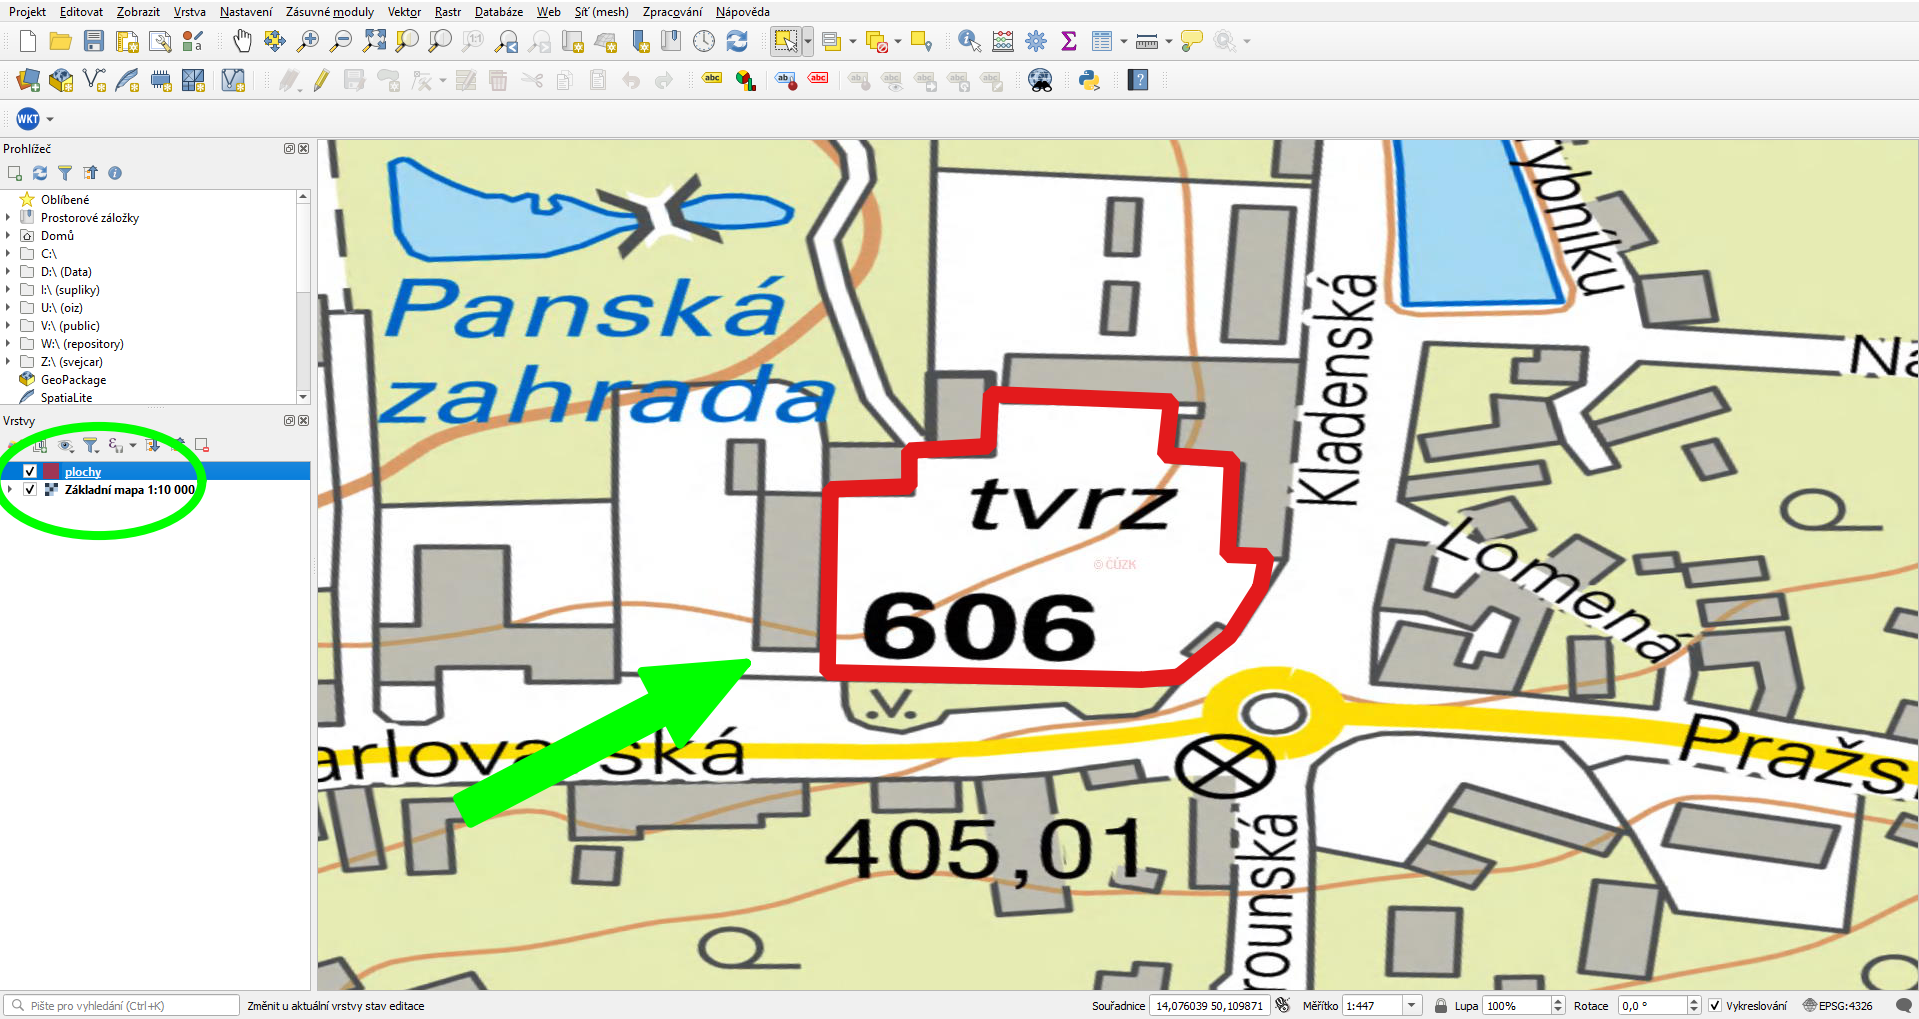 Projekt Editovat Zobrazit Vrstva Nastavení Zásuvné moduly Vektor Rastr Databáze Web Síť (mesh) Zpracování Nápověda
WKT
Prohlížeč
Oblíbené
Prostorové záložky
Domů
C:\
D:\ (Data)
I:\ (supliky)
U:\ (oiz)
V:\ (public)
W:\ (repository)
Z:\ (svejcar)
GeoPackage
SpatiaLite
Vrstvy
plochy
Základní mapa 1:10 000
Panská
zahrada
tvrz
© ČÚZK
606
Kladenská
ybníku
Na
Lomená
arlovarská
Pražs
405,01
rounská
Pište pro vyhledání (Ctrl+K) Změnit u aktuální vrstvy stav editace Souřadnice 14,076039 50,109871 Měřítko 1:447 Lupa 100% Rotace 0,0 ° Vykreslování EPSG:4326